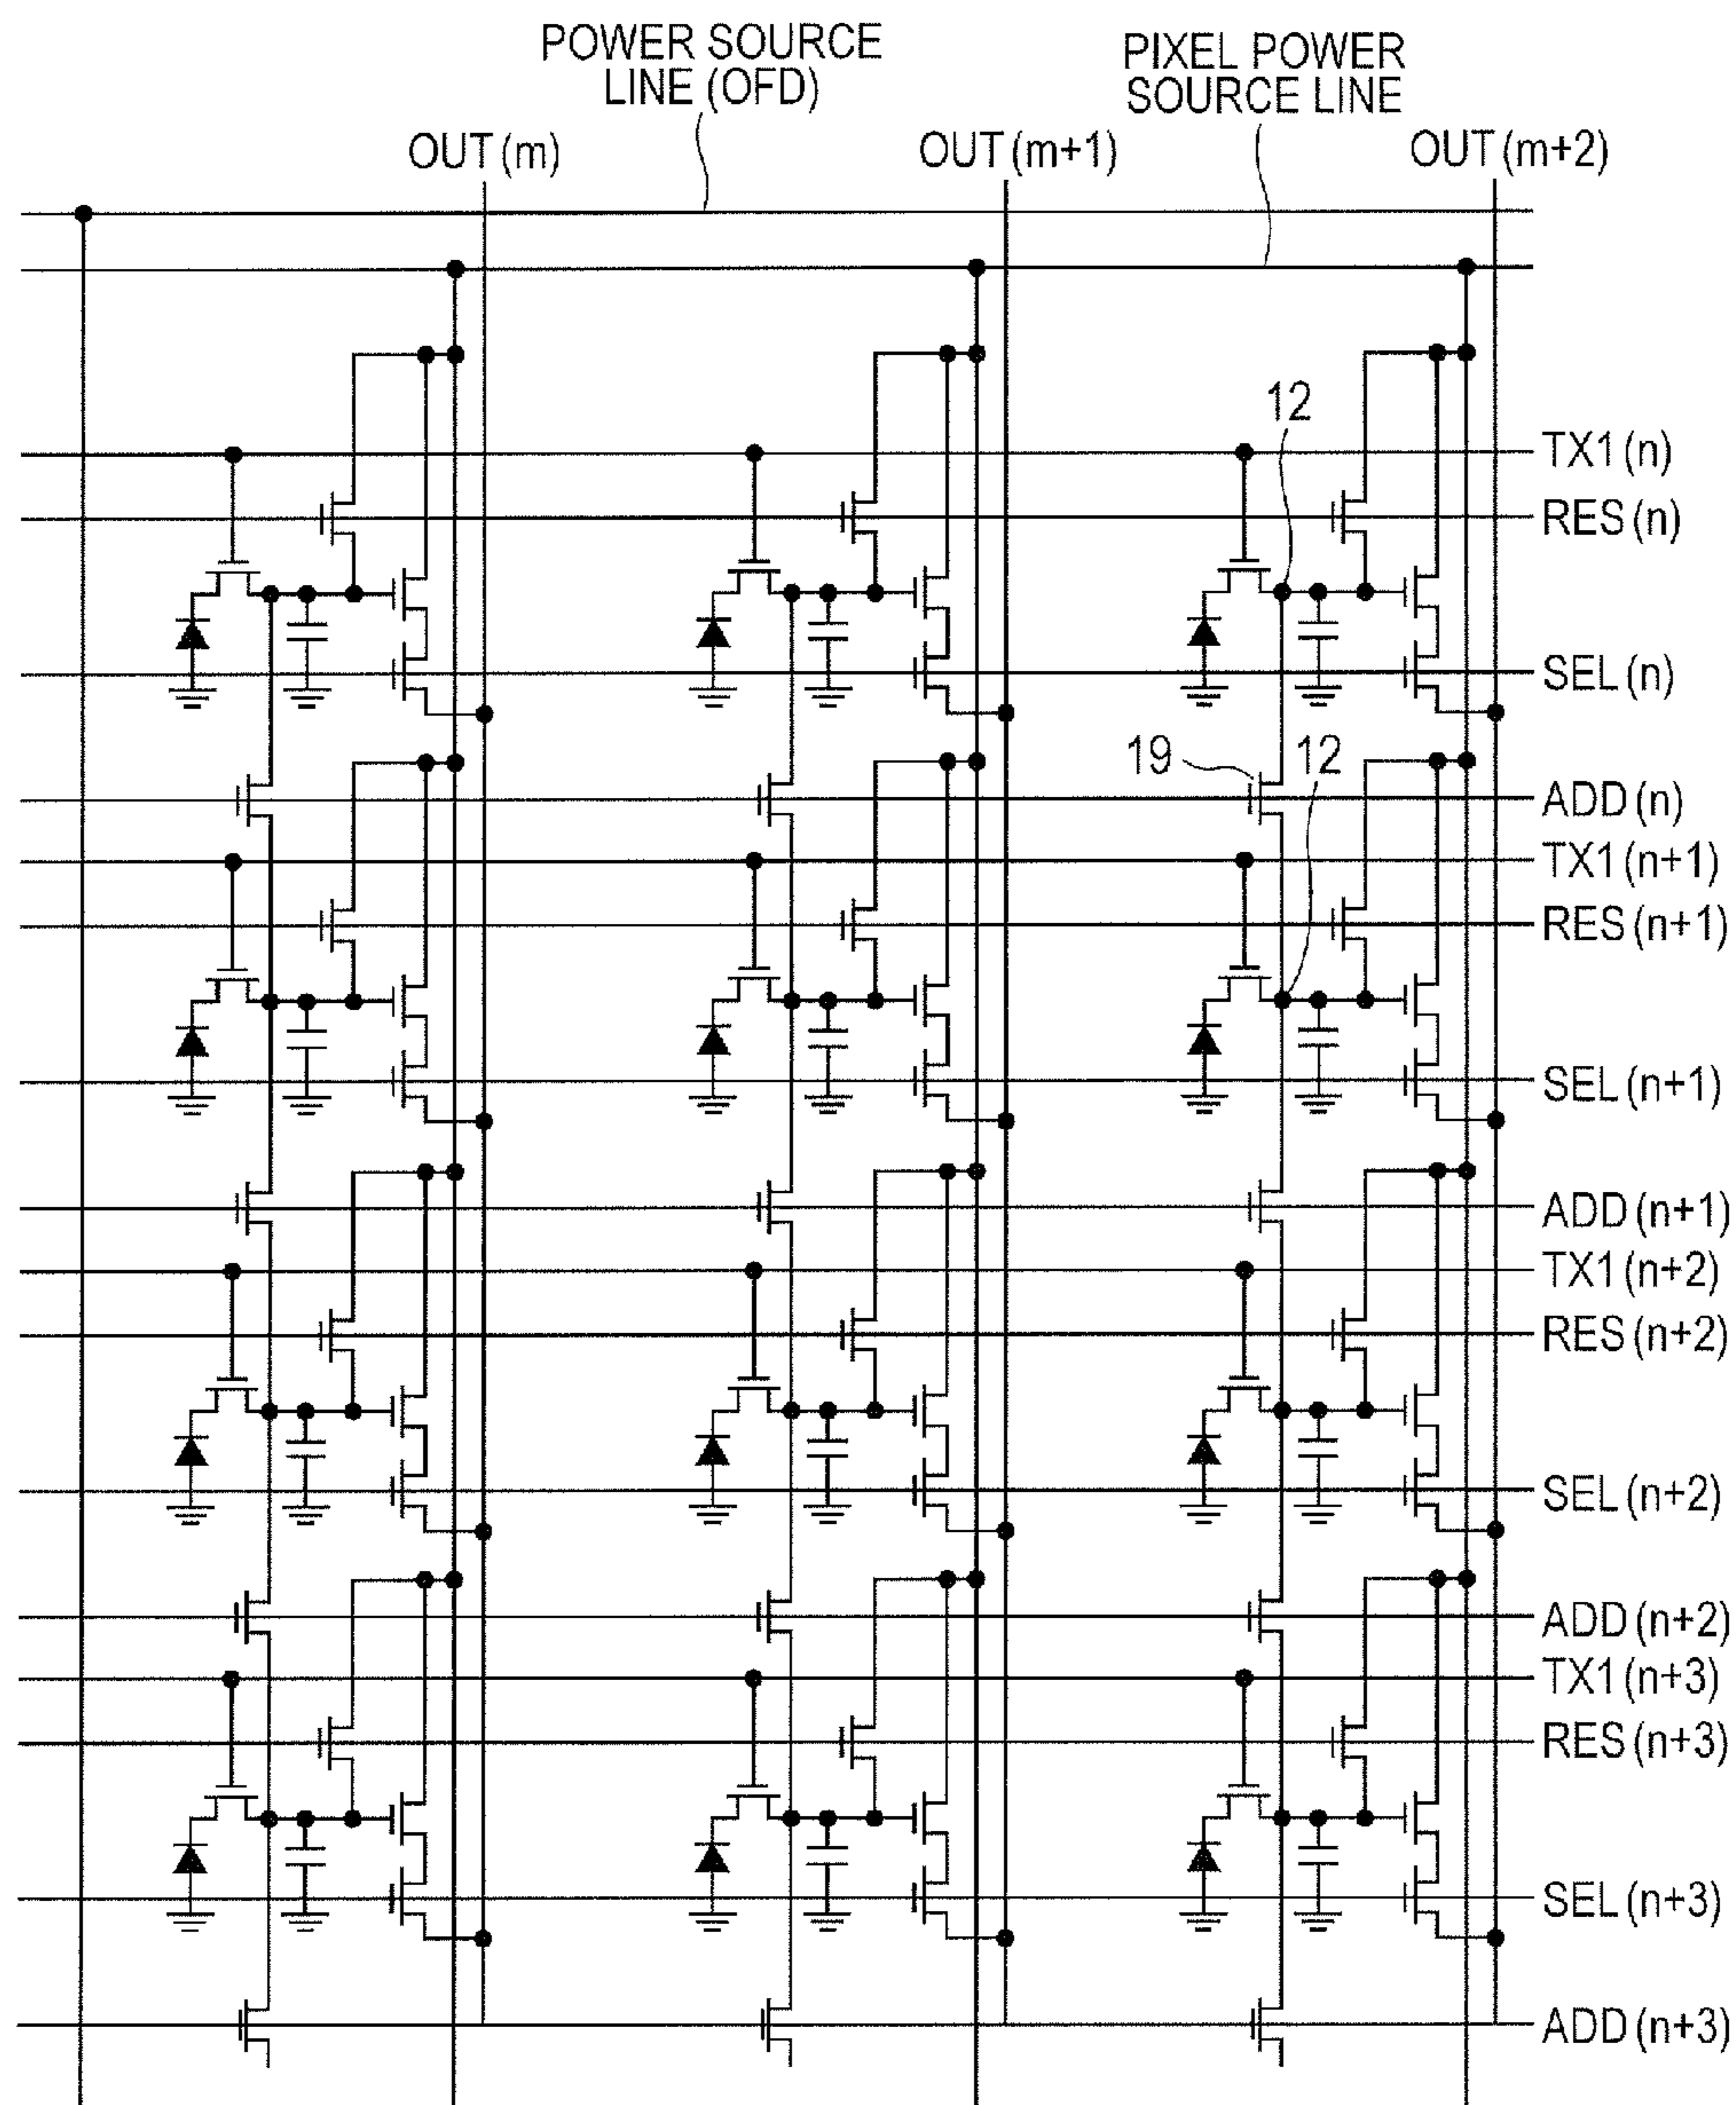 POWER SOURCE
LINE (OFD)
PIXEL POWER
SOURCE LINE
OUT (m)
OUT (m+1)
OUT (m+2)
12
TX1 (n)
RES (n)
SEL (n)
19
12
ADD (n)
TX1 (n+1)
RES (n+1)
SEL (n+1)
ADD (n+1)
TX1 (n+2)
RES (n+2)
SEL (n+2)
ADD (n+2)
TX1 (n+3)
RES (n+3)
SEL (n+3)
ADD (n+3)